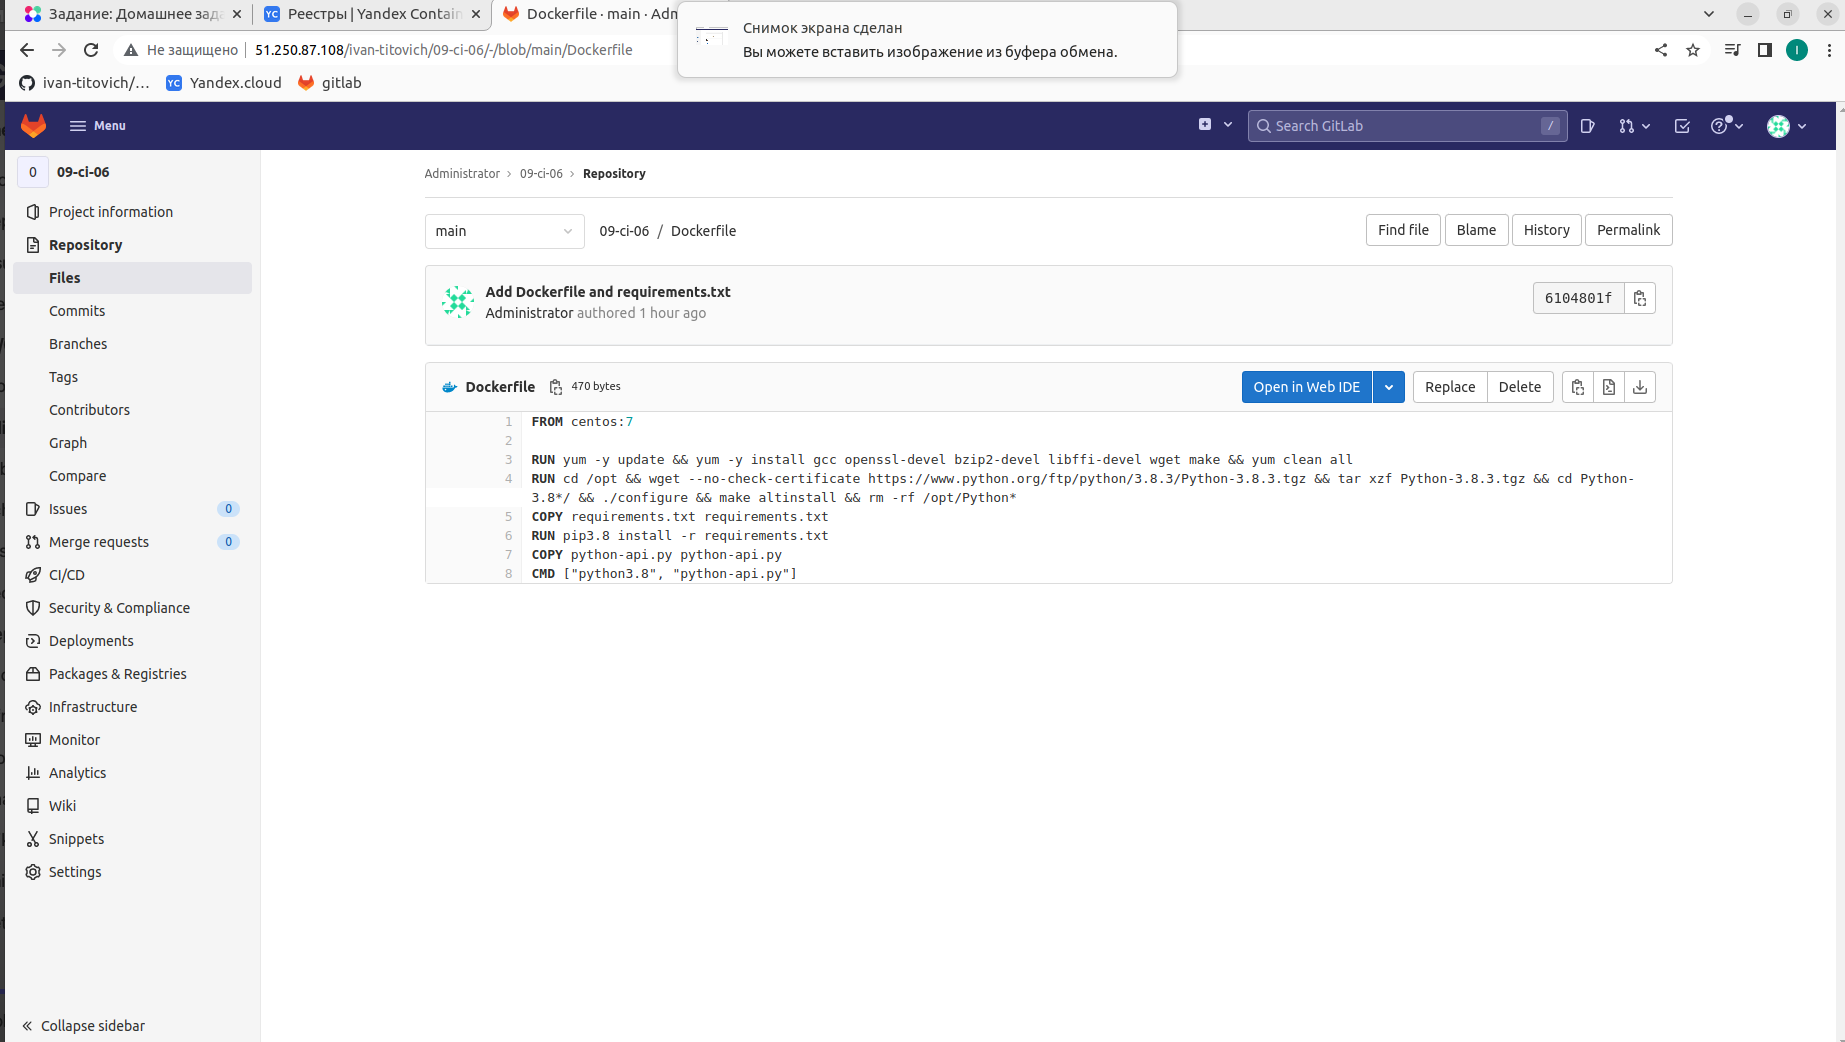 Задание: Домашнее зада
Реестры | Yandex Contain
Dockerfile · main · Adm
Снимок экрана сделан
Вы можете вставить изображение из буфера обмена.
Не защищено
51.250.87.108/ivan-titovich/09-ci-06/-/blob/main/Dockerfile
I
ivan-titovich/...
YC Yandex.cloud
gitlab
Menu
Search GitLab
/
0 09-ci-06
Project information
Repository
Files
Commits
Branches
Tags
Contributors
Graph
Compare
Issues 0
Merge requests 0
CI/CD
Security & Compliance
Deployments
Packages & Registries
Infrastructure
Monitor
Analytics
Wiki
Snippets
Settings
Collapse sidebar
Administrator › 09-ci-06 › Repository
main
09-ci-06 / Dockerfile
Find file
Blame
History
Permalink
Add Dockerfile and requirements.txt
Administrator authored 1 hour ago
6104801f
Dockerfile 470 bytes
Open in Web IDE
Replace
Delete
1 FROM centos:7
2
3 RUN yum -y update && yum -y install gcc openssl-devel bzip2-devel libffi-devel wget make && yum clean all
4 RUN cd /opt && wget --no-check-certificate https://www.python.org/ftp/python/3.8.3/Python-3.8.3.tgz && tar xzf Python-3.8.3.tgz && cd Python-
3.8*/ && ./configure && make altinstall && rm -rf /opt/Python*
5 COPY requirements.txt requirements.txt
6 RUN pip3.8 install -r requirements.txt
7 COPY python-api.py python-api.py
8 CMD ["python3.8", "python-api.py"]